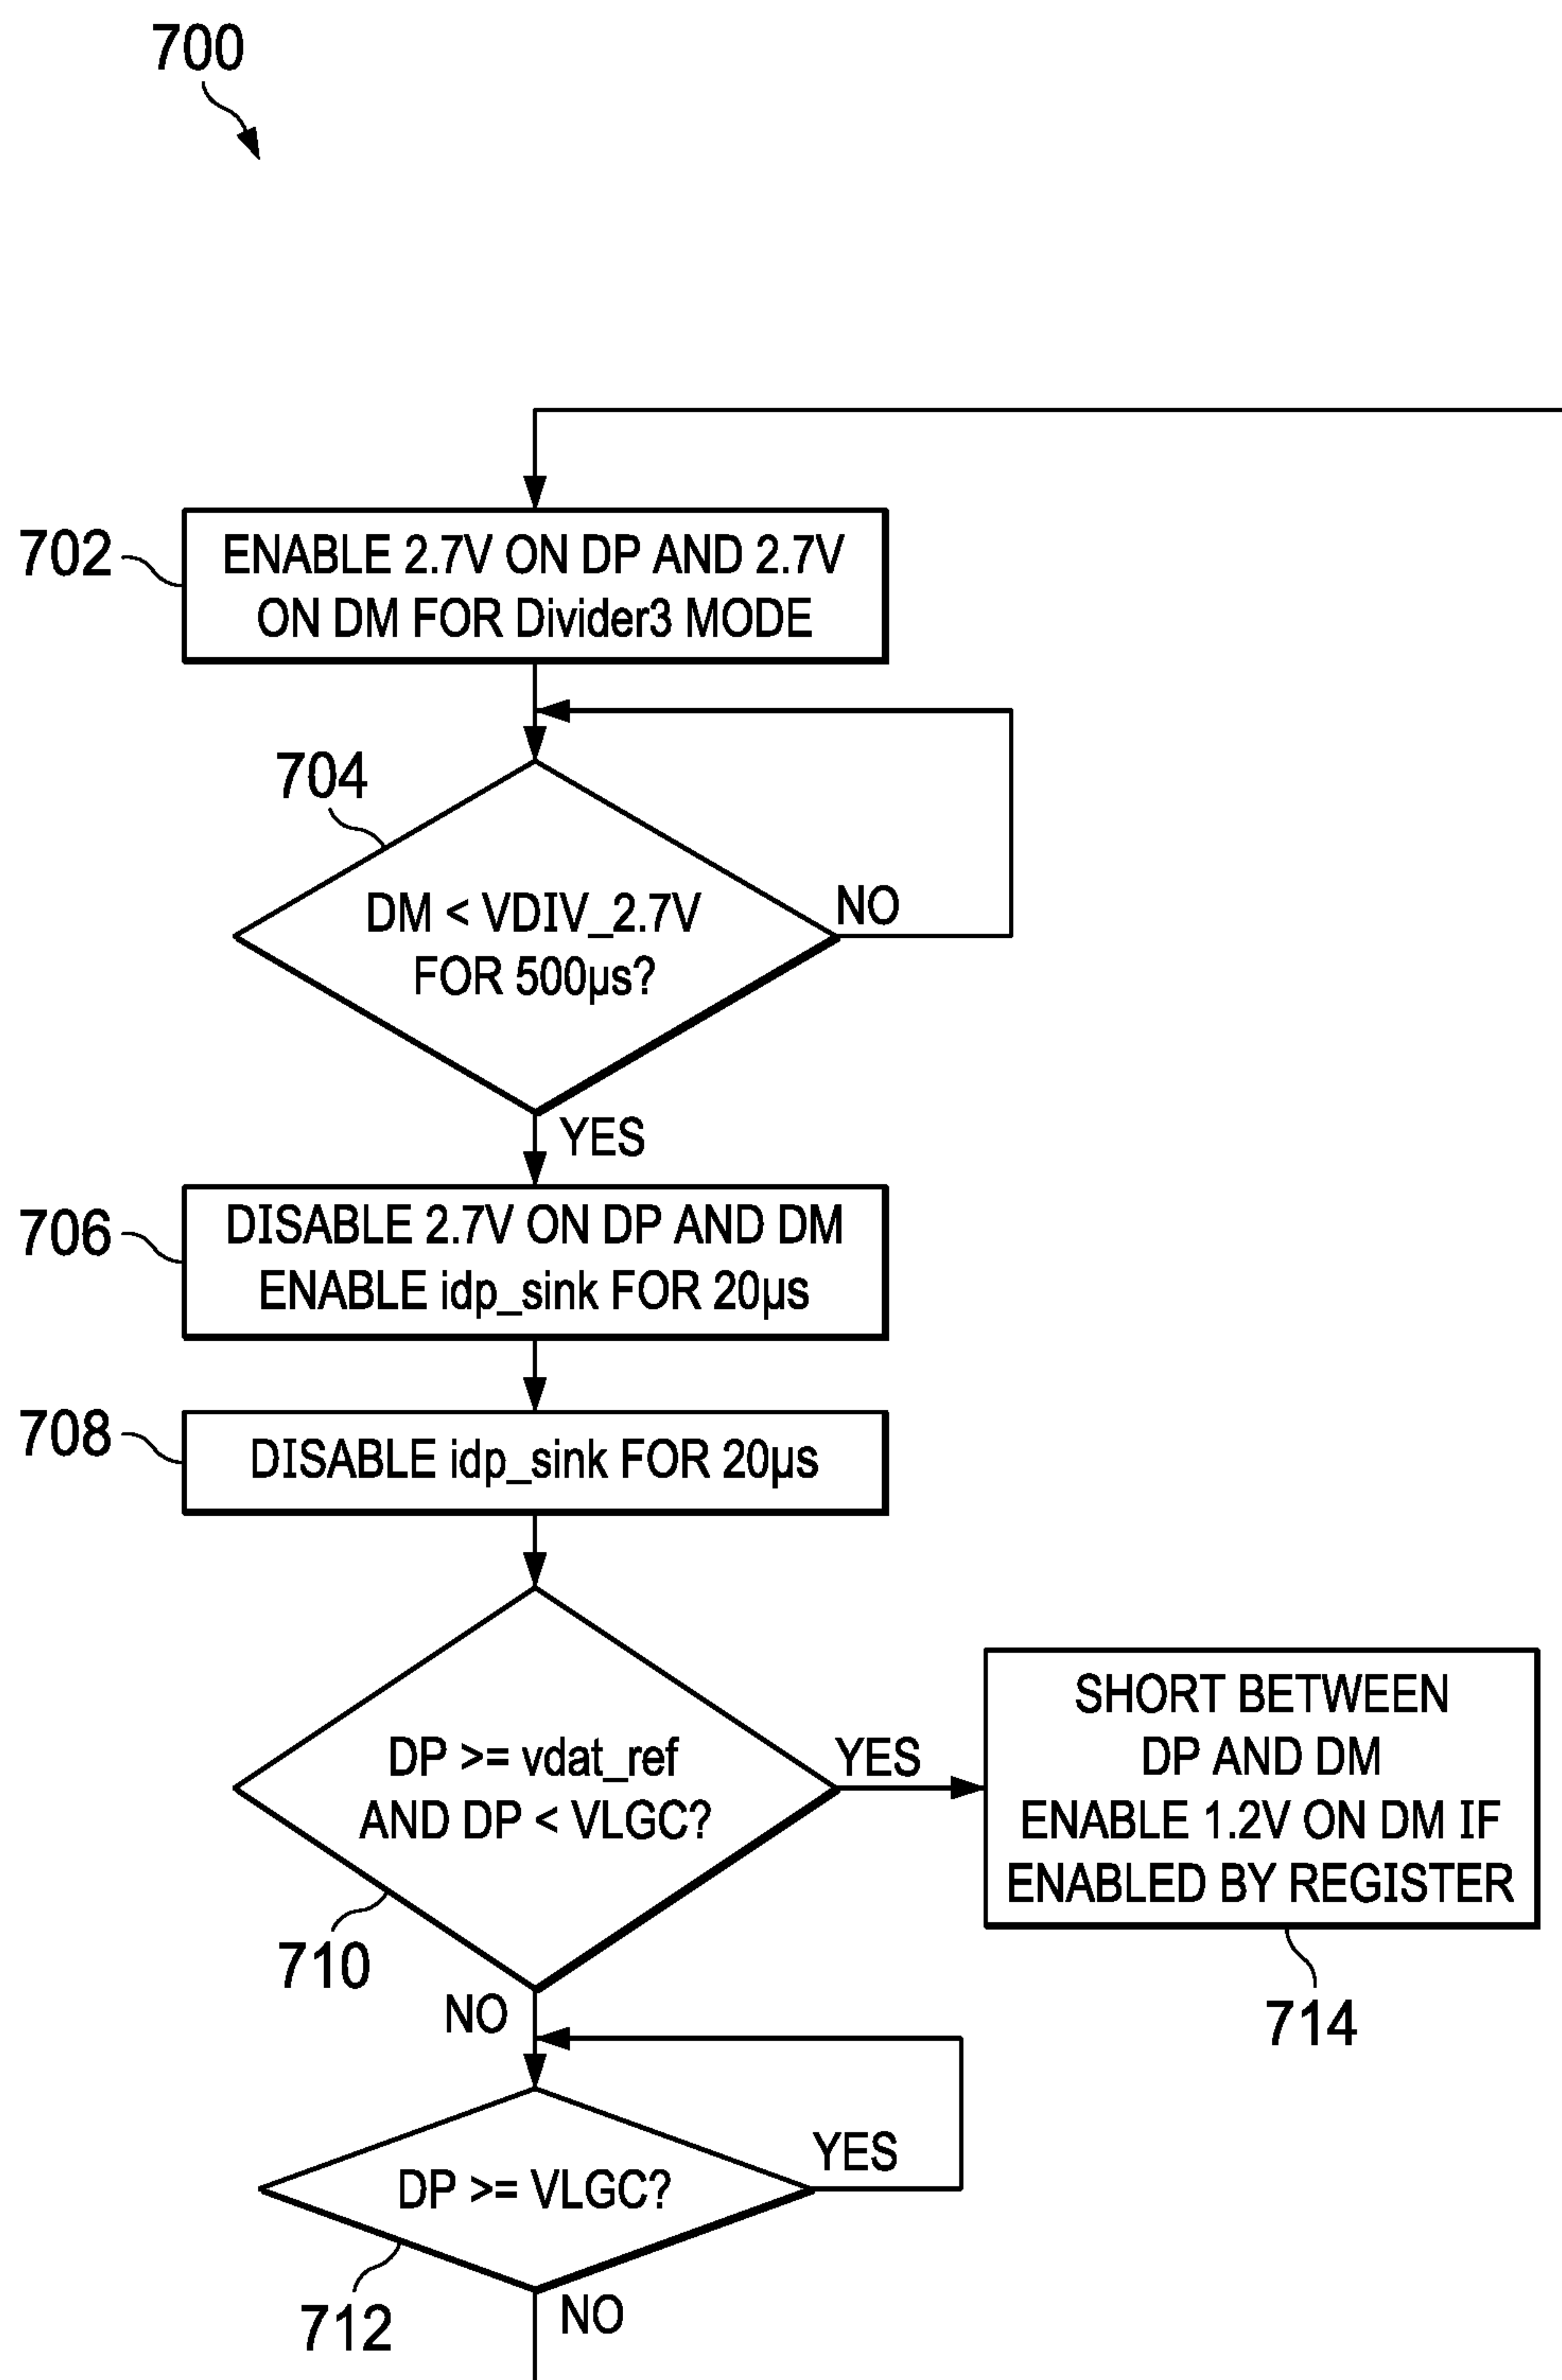 700
702
ENABLE 2.7V ON DP AND 2.7V
ON DM FOR Divider3 MODE
704
DM < VDIV_2.7V
FOR 500µs?
NO
YES
706
DISABLE 2.7V ON DP AND DM
ENABLE idp_sink FOR 20µs
708
DISABLE idp_sink FOR 20µs
DP >= vdat_ref
AND DP < VLGC?
YES
710
NO
SHORT BETWEEN
DP AND DM
ENABLE 1.2V ON DM IF
ENABLED BY REGISTER
714
DP >= VLGC?
YES
712
NO